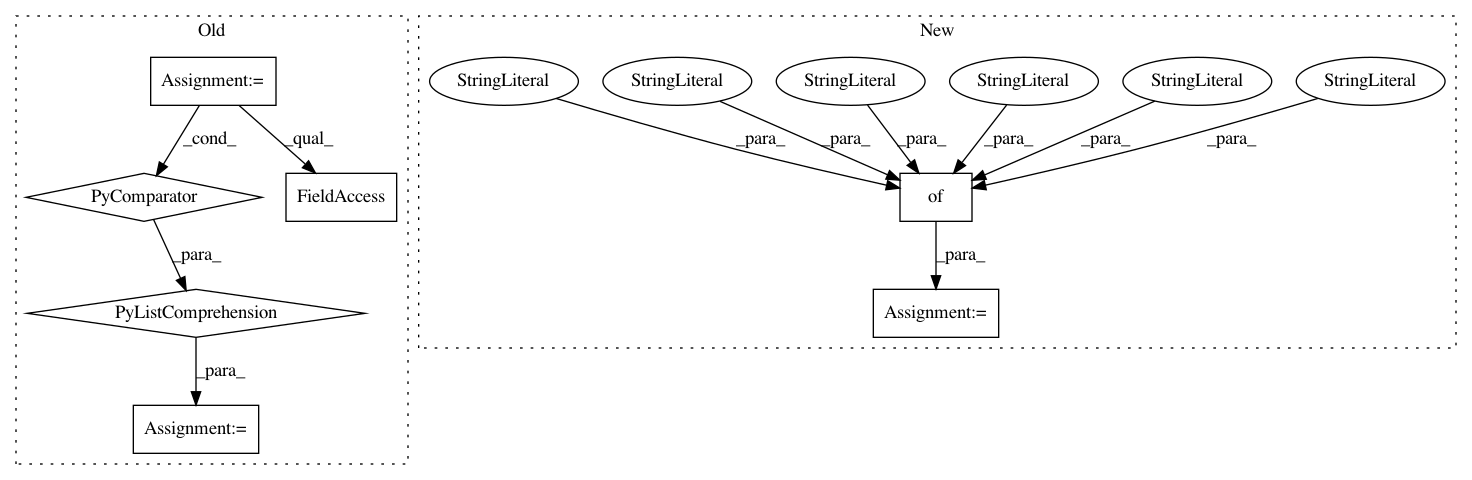 Old
New
Assignment:=
StringLiteral
StringLiteral
StringLiteral
StringLiteral
StringLiteral
StringLiteral
_cond_
_qual_
_para_
_para_
_para_
_para_
_para_
_para_
PyComparator
FieldAccess
of
_para_
_para_
PyListComprehension
Assignment:=
_para_
Assignment:=